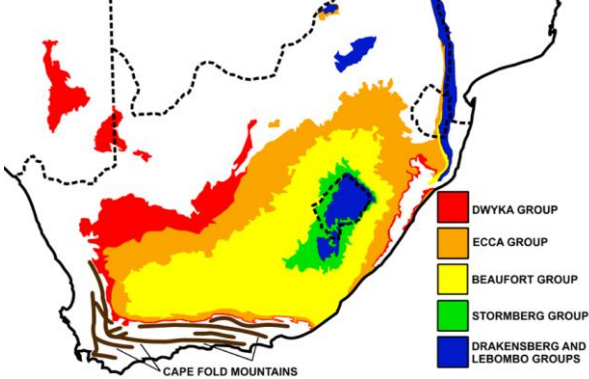 DWYKA GROUP
ECCA GROUP
BEAUFORT GROUP
STORMBERG GROUP
DRAKENSBERG AND
LEBOMBO GROUPS
CAPE FOLD MOUNTAINS